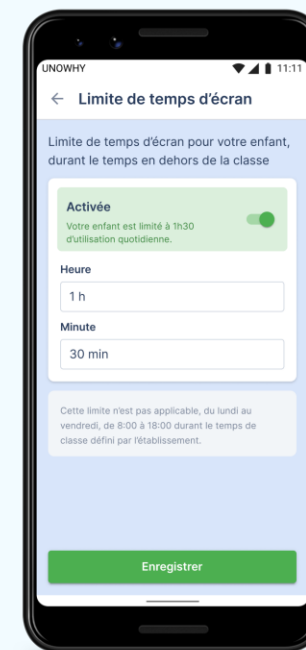 UNOWHY 11:11
← Limite de temps d'écran
Limite de temps d'écran pour votre enfant,
durant le temps en dehors de la classe
Activée
Votre enfant est limité à 1h30
d'utilisation quotidienne.
Heure
1 h
Minute
30 min
Cette limite n'est pas applicable, du lundi au
vendredi, de 8:00 à 18:00 durant le temps de
classe défini par l'établissement.
Enregistrer